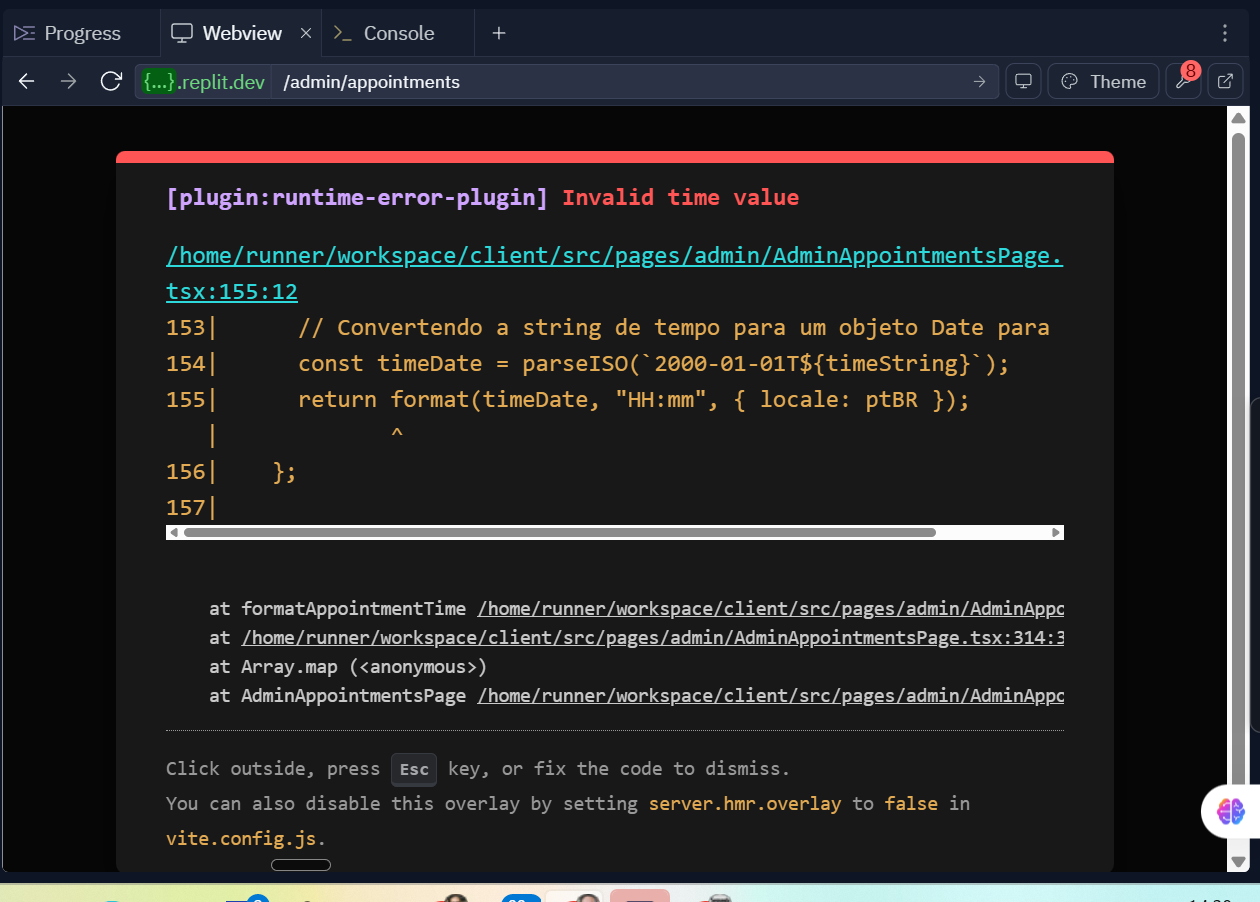 Progress
Webview
Console
{...}.replit.dev /admin/appointments
Theme
8
[plugin:runtime-error-plugin] Invalid time value
/home/runner/workspace/client/src/pages/admin/AdminAppointmentsPage.
tsx:155:12
153|      // Convertendo a string de tempo para um objeto Date para
154|      const timeDate = parseISO(`2000-01-01T${timeString}`);
155|      return format(timeDate, "HH:mm", { locale: ptBR });
   |             ^
156|    };
157|
at formatAppointmentTime /home/runner/workspace/client/src/pages/admin/AdminAppo
at /home/runner/workspace/client/src/pages/admin/AdminAppointmentsPage.tsx:314:3
at Array.map (<anonymous>)
at AdminAppointmentsPage /home/runner/workspace/client/src/pages/admin/AdminAppo
Click outside, press Esc key, or fix the code to dismiss.
You can also disable this overlay by setting server.hmr.overlay to false in
vite.config.js.